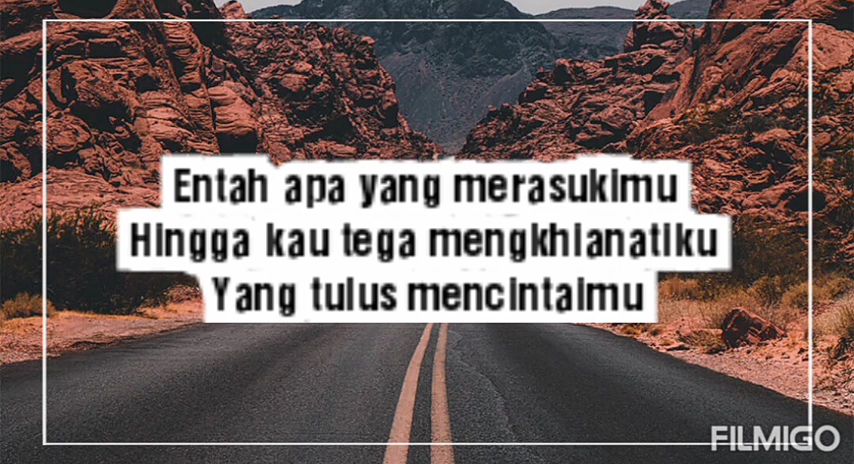 Entah apa yang merasukimu
Hingga kau tega mengkhianatiku
Yang tulus mencintaimu
FILMIGO